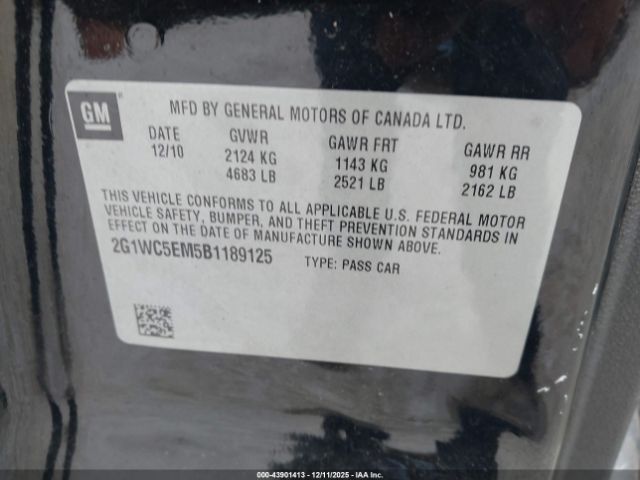 GM
MFD BY GENERAL MOTORS OF CANADA LTD.
DATE GVWR GAWR FRT GAWR RR
12/10 2124 KG 1143 KG 981 KG
4683 LB 2521 LB 2162 LB
THIS VEHICLE CONFORMS TO ALL APPLICABLE U.S. FEDERAL MOTOR
VEHICLE SAFETY, BUMPER, AND THEFT PREVENTION STANDARDS IN
EFFECT ON THE DATE OF MANUFACTURE SHOWN ABOVE.
2G1WC5EM5B1189125 TYPE: PASS CAR
00-43901413 - 12/11/2025 - IAA Inc.